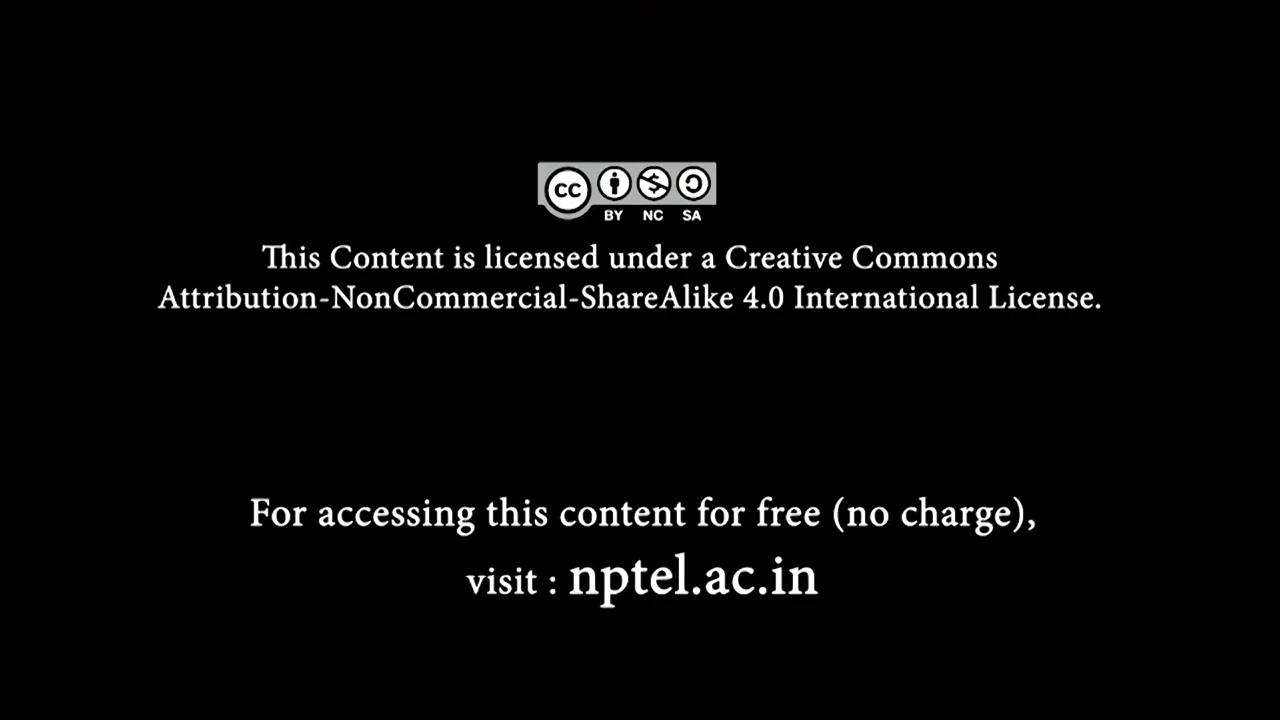 CC BY NC SA
This Content is licensed under a Creative Commons
Attribution-NonCommercial-ShareAlike 4.0 International License.
For accessing this content for free (no charge),
visit : nptel.ac.in